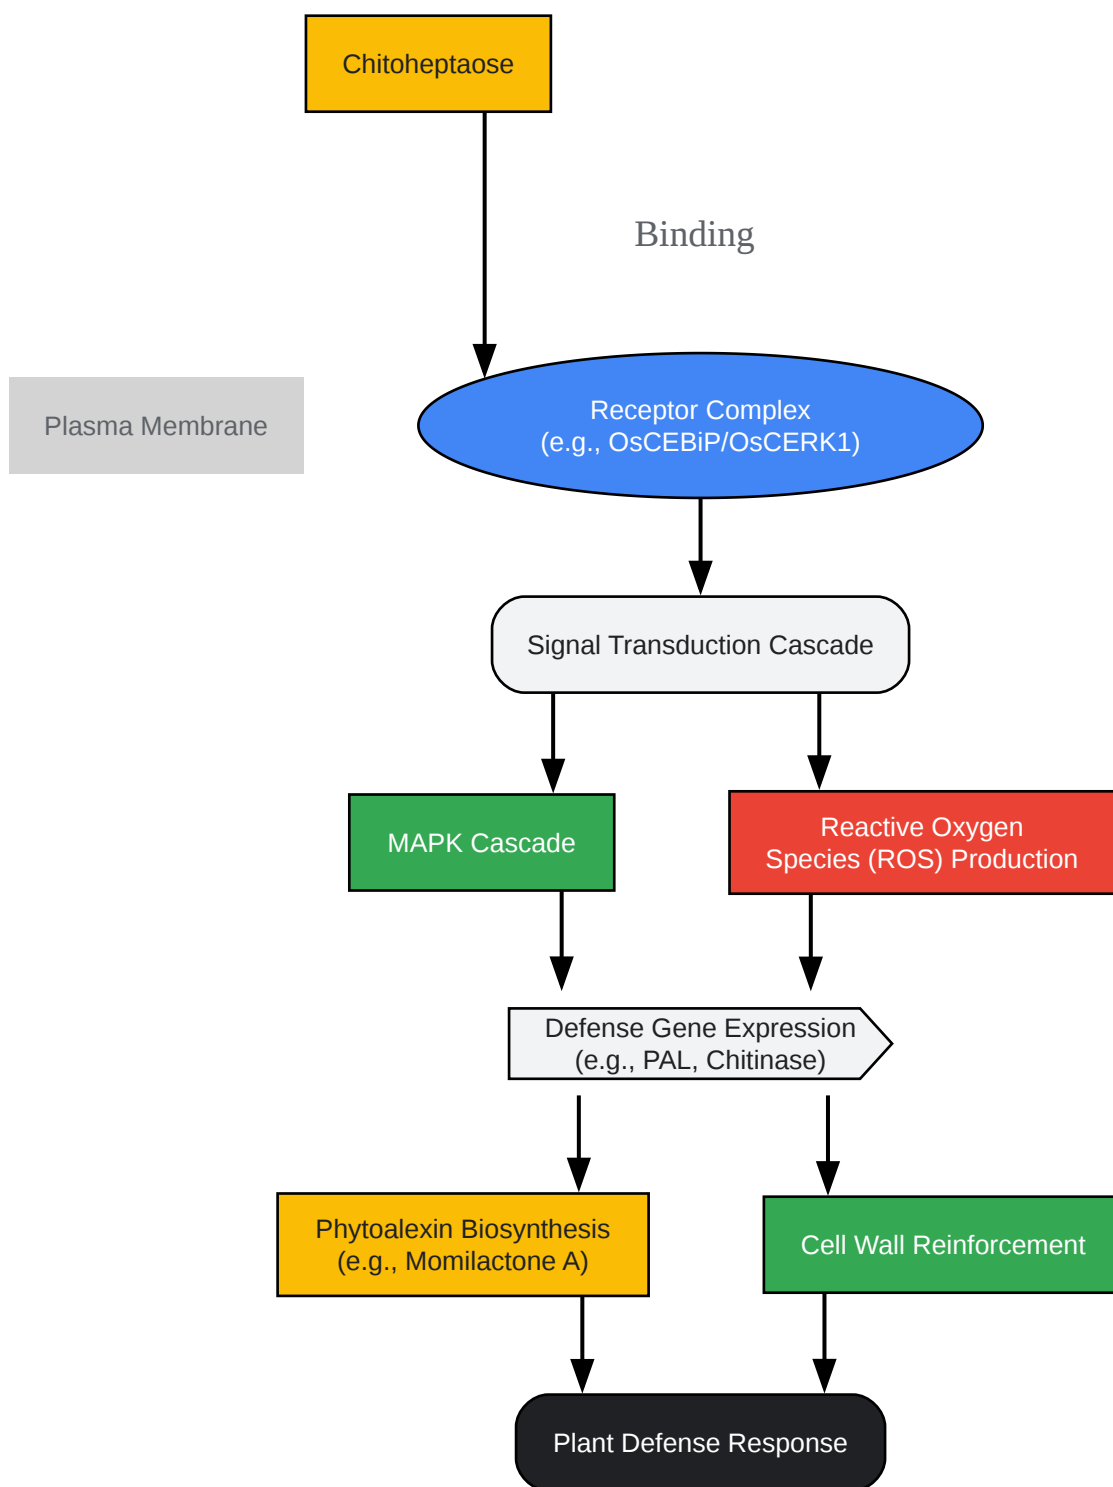 Chitoheptaose
Binding
Plasma Membrane
Receptor Complex
(e.g., OsCEBiP/OsCERK1)
Signal Transduction Cascade
MAPK Cascade
Reactive Oxygen
Species (ROS) Production
Defense Gene Expression
(e.g., PAL, Chitinase)
Phytoalexin Biosynthesis
(e.g., Momilactone A)
Cell Wall Reinforcement
Plant Defense Response